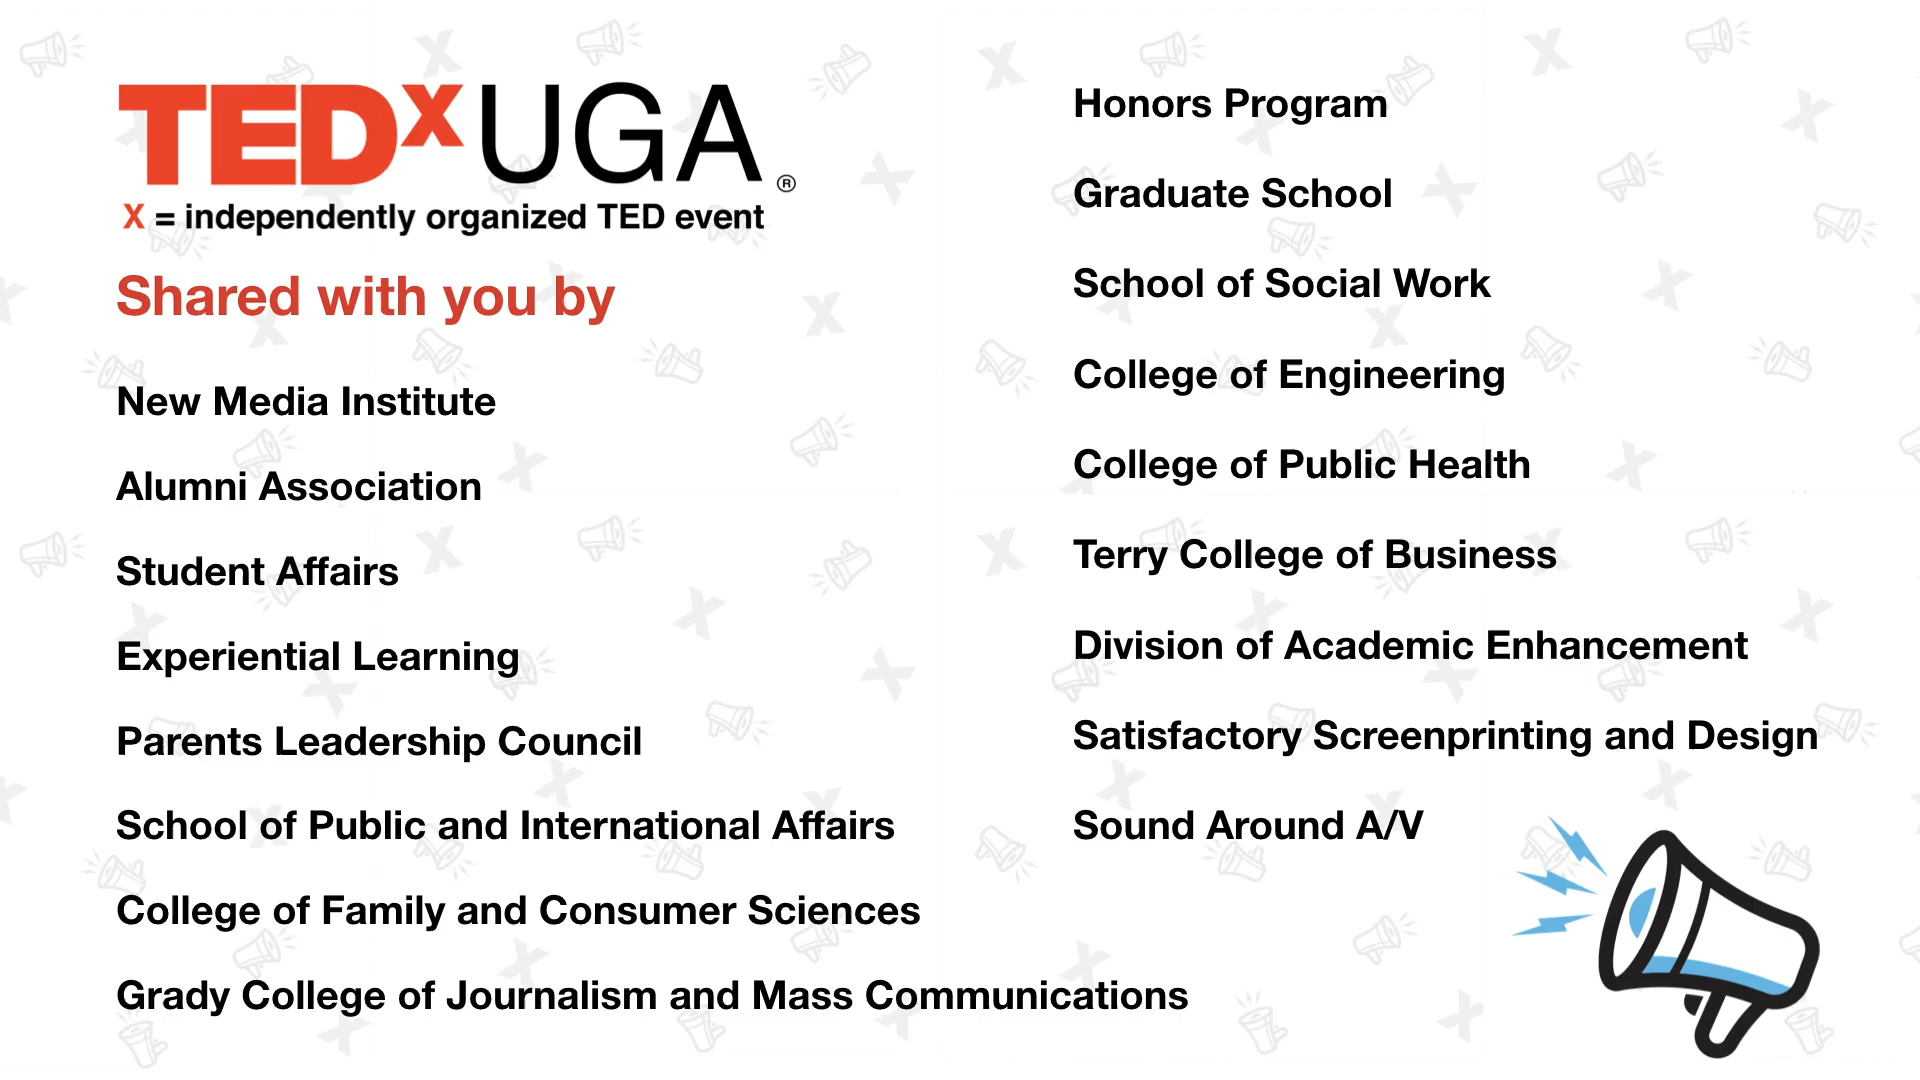 TEDxUGA®
X = independently organized TED event
Shared with you by
New Media Institute
Alumni Association
Student Affairs
Experiential Learning
Parents Leadership Council
School of Public and International Affairs
College of Family and Consumer Sciences
Grady College of Journalism and Mass Communications
Honors Program
Graduate School
School of Social Work
College of Engineering
College of Public Health
Terry College of Business
Division of Academic Enhancement
Satisfactory Screenprinting and Design
Sound Around A/V